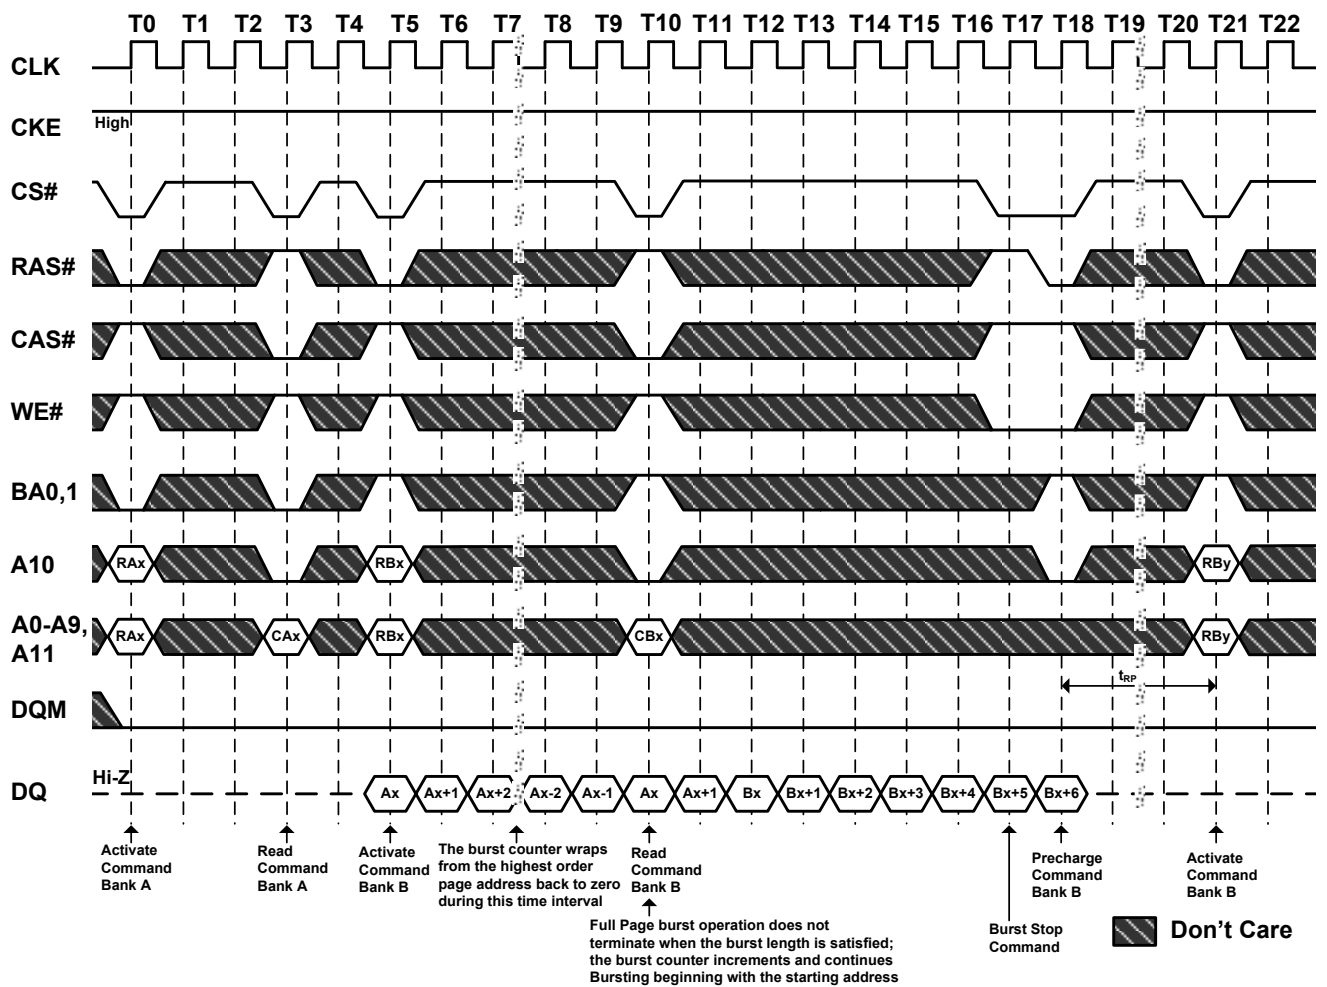 T0 T1 T2 T3 T4 T5 T6 T7 T8 T9 T10 T11 T12 T13 T14 T15 T16 T17 T18 T19 T20 T21 T22
CLK
CKE
High
CS#
RAS#
CAS#
WE#
BA0,1
A10
RAx RBx RBy
A0-A9,
A11
RAx CAx RBx CBx RBy
tRP
DQM
DQ
Hi-Z
Ax Ax+1 Ax+2 Ax-2 Ax-1 Ax Ax+1 Bx Bx+1 Bx+2 Bx+3 Bx+4 Bx+5 Bx+6
Activate
Command
Bank A
Read
Command
Bank A
Activate
Command
Bank B
The burst counter wraps
from the highest order
page address back to zero
during this time interval
Read
Command
Bank B
Full Page burst operation does not
terminate when the burst length is satisfied;
the burst counter increments and continues
Bursting beginning with the starting address
Burst Stop
Command
Precharge
Command
Bank B
Activate
Command
Bank B
Don't Care